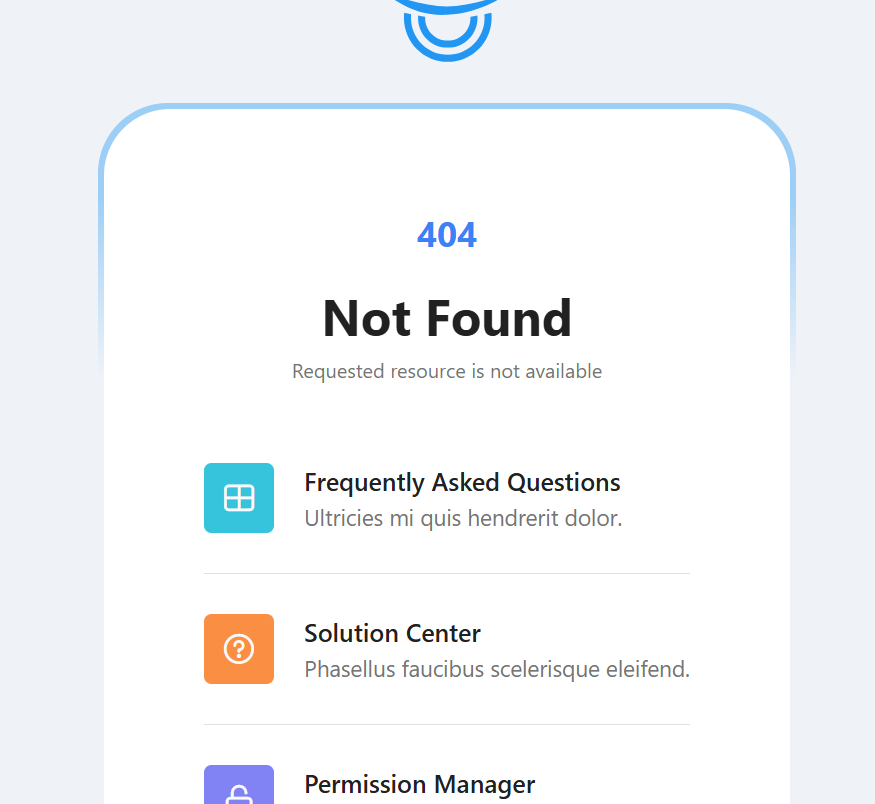 404
Not Found
Requested resource is not available
Frequently Asked Questions
Ultricies mi quis hendrerit dolor.
Solution Center
Phasellus faucibus scelerisque eleifend.
Permission Manager